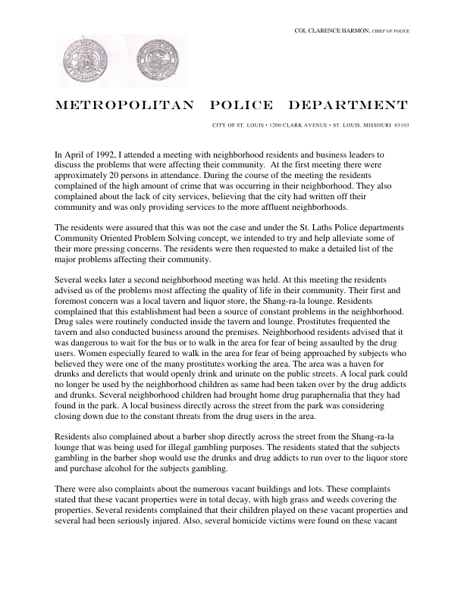 COL CLARENCE HARMON, CHIEF OF POLICE
METROPOLITAN POLICE DEPARTMENT
CITY OF ST. LOUIS • 1200 CLARK AVENUE • ST. LOUIS, MISSOURI 63103
In April of 1992, I attended a meeting with neighborhood residents and business leaders to
discuss the problems that were affecting their community. At the first meeting there were
approximately 20 persons in attendance. During the course of the meeting the residents
complained of the high amount of crime that was occurring in their neighborhood. They also
complained about the lack of city services, believing that the city had written off their
community and was only providing services to the more affluent neighborhoods.
The residents were assured that this was not the case and under the St. Laths Police departments
Community Oriented Problem Solving concept, we intended to try and help alleviate some of
their more pressing concerns. The residents were then requested to make a detailed list of the
major problems affecting their community.
Several weeks later a second neighborhood meeting was held. At this meeting the residents
advised us of the problems most affecting the quality of life in their community. Their first and
foremost concern was a local tavern and liquor store, the Shang-ra-la lounge. Residents
complained that this establishment had been a source of constant problems in the neighborhood.
Drug sales were routinely conducted inside the tavern and lounge. Prostitutes frequented the
tavern and also conducted business around the premises. Neighborhood residents advised that it
was dangerous to wait for the bus or to walk in the area for fear of being assaulted by the drug
users. Women especially feared to walk in the area for fear of being approached by subjects who
believed they were one of the many prostitutes working the area. The area was a haven for
drunks and derelicts that would openly drink and urinate on the public streets. A local park could
no longer be used by the neighborhood children as same had been taken over by the drug addicts
and drunks. Several neighborhood children had brought home drug paraphernalia that they had
found in the park. A local business directly across the street from the park was considering
closing down due to the constant threats from the drug users in the area.
Residents also complained about a barber shop directly across the street from the Shang-ra-la
lounge that was being used for illegal gambling purposes. The residents stated that the subjects
gambling in the barber shop would use the drunks and drug addicts to run over to the liquor store
and purchase alcohol for the subjects gambling.
There were also complaints about the numerous vacant buildings and lots. These complaints
stated that these vacant properties were in total decay, with high grass and weeds covering the
properties. Several residents complained that their children played on these vacant properties and
several had been seriously injured. Also, several homicide victims were found on these vacant